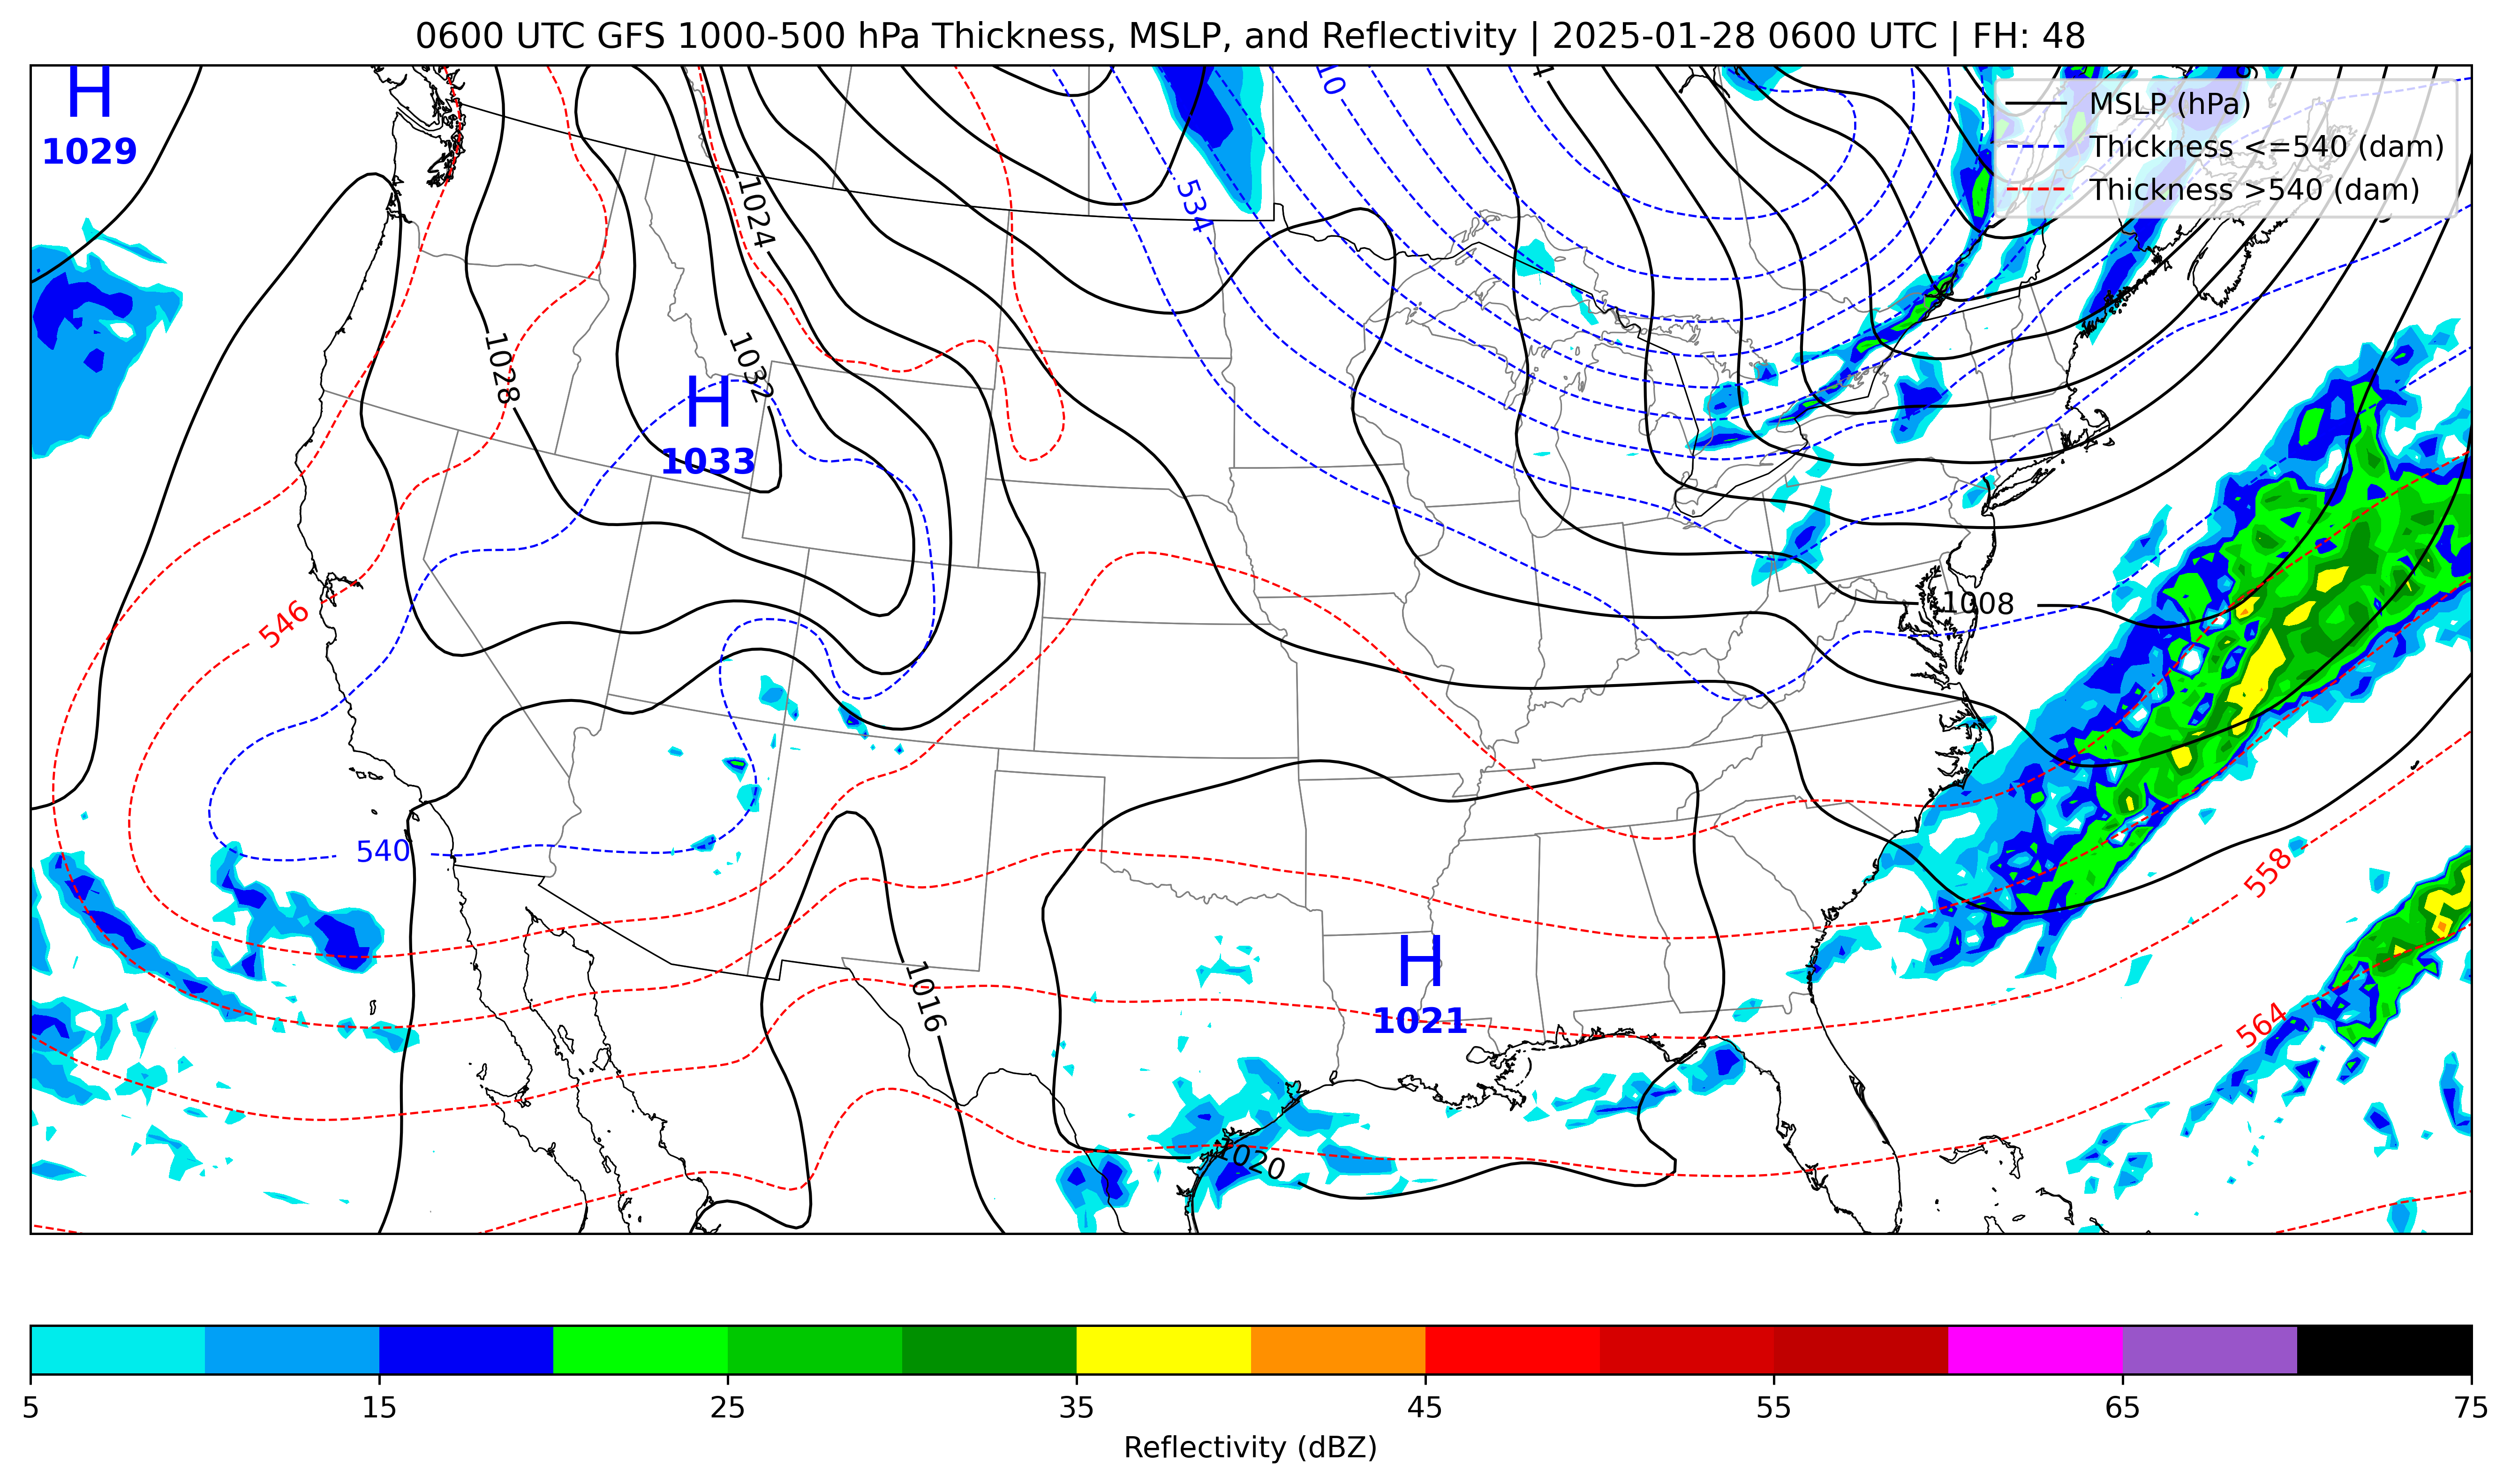 0600 UTC GFS 1000-500 hPa Thickness, MSLP, and Reflectivity | 2025-01-28 0600 UTC | FH: 48
H
1029
MSLP (hPa)
Thickness <=540 (dam)
Thickness >540 (dam)
534
1024
1028
1032
H
1033
546
1008
540
558
H
1021
1016
564
1020
5
15
25
35
45
55
65
75
Reflectivity (dBZ)